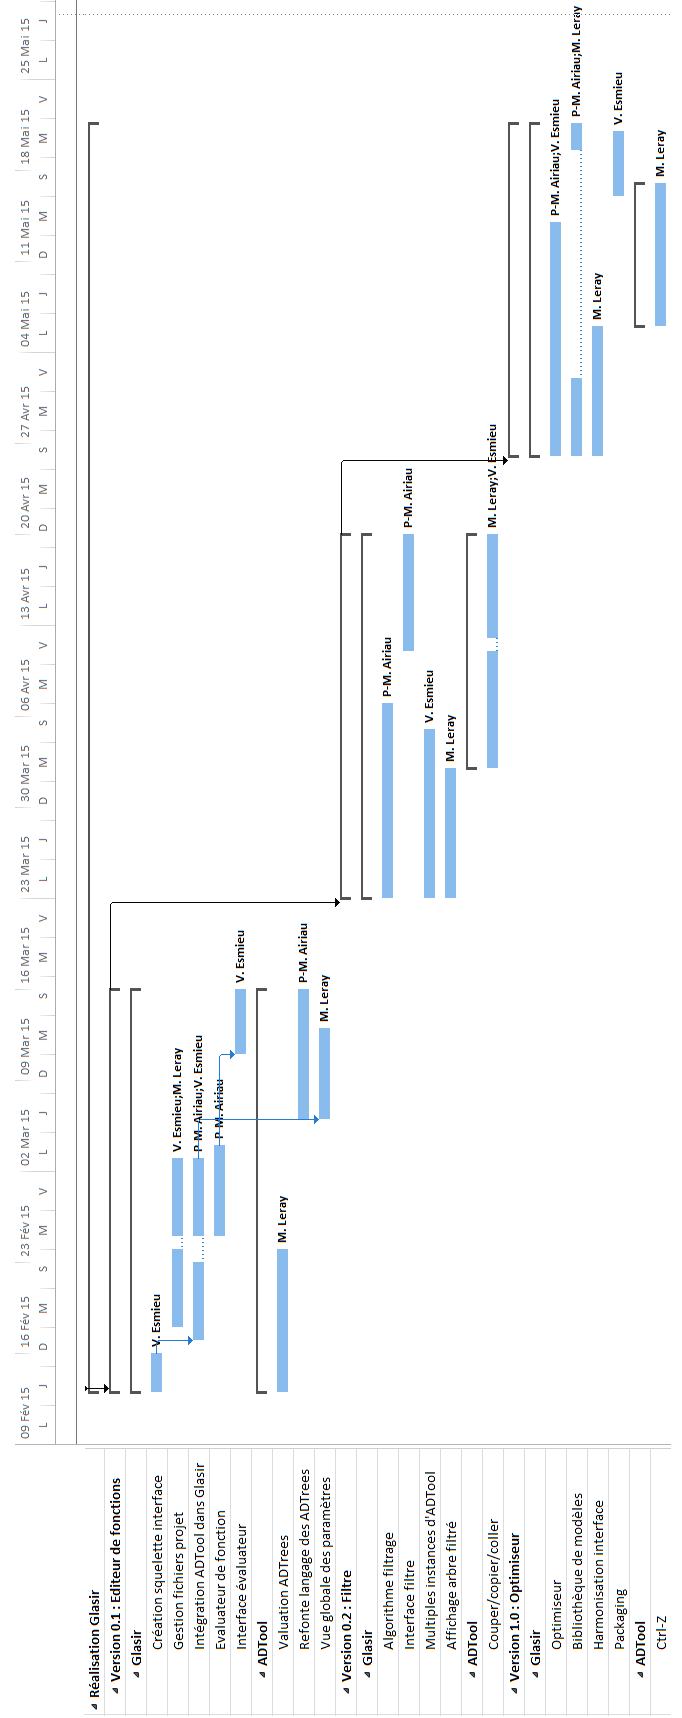 09 Fév 15 16 Fév 15 23 Fév 15 02 Mar 15 09 Mar 15 16 Mar 15 23 Mar 15 30 Mar 15 06 Avr 15 13 Avr 15 20 Avr 15 27 Avr 15 04 Mai 15 11 Mai 15 18 Mai 15 25 Mai 15
L J D M S M V L J D M S M V L J D M S M V L J D M S M V L J D M S M V L J
Réalisation Glasir
Version 0.1 : Editeur de fonctions
Glasir
Création squelette interface V. Esmieu
Gestion fichiers projet V. Esmieu;M. Leray
Intégration ADTool dans Glasir P-M. Airiau;V. Esmieu
Evaluateur de fonction P-M. Airiau
Interface évaluateur V. Esmieu
ADTool
Valuation ADTrees M. Leray
Refonte langage des ADTrees P-M. Airiau
Vue globale des paramètres M. Leray
Version 0.2 : Filtre
Glasir
Algorithme filtrage P-M. Airiau
Interface filtre P-M. Airiau
Multiples instances d'ADTool V. Esmieu
Affichage arbre filtré M. Leray
ADTool
Couper/copier/coller M. Leray;V. Esmieu
Version 1.0 : Optimiseur
Glasir
Optimiseur P-M. Airiau;V. Esmieu
Bibliothèque de modèles P-M. Airiau;M. Leray
Harmonisation interface M. Leray
Packaging V. Esmieu
ADTool
Ctrl-Z M. Leray